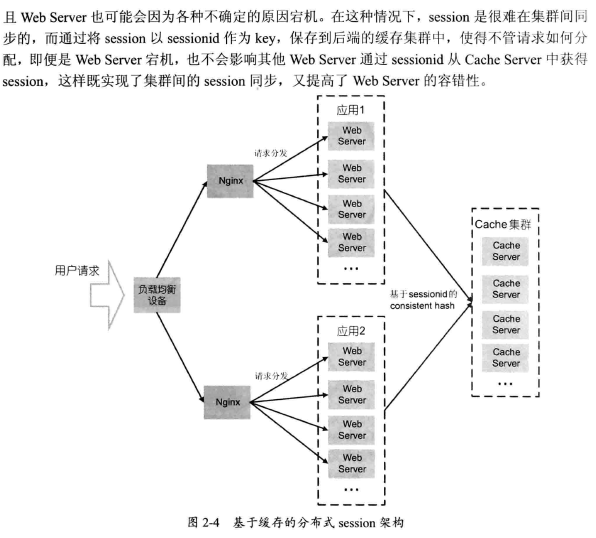 且 Web Server 也可能会因为各种不确定的原因宕机。在这种情况下，session 是很难在集群间同
步的，而通过将 session 以 sessionid 作为 key，保存到后端的缓存集群中，使得不管请求如何分
配，即便是 Web Server 宕机，也不会影响其他 Web Server 通过 sessionid 从 Cache Server 中获得
session，这样既实现了集群间的 session 同步，又提高了 Web Server 的容错性。
应用1
Web
Server
请求分发
Nginx
Web
Server
Web
Server
Web
Server
...
用户请求
负载均衡
设备
基于sessionid的
consistent hash
Cache集群
Cache
Server
Cache
Server
Cache
Server
Cache
Server
...
应用2
Web
Server
请求分发
Nginx
Web
Server
Web
Server
Web
Server
...
图 2-4 基于缓存的分布式 session 架构